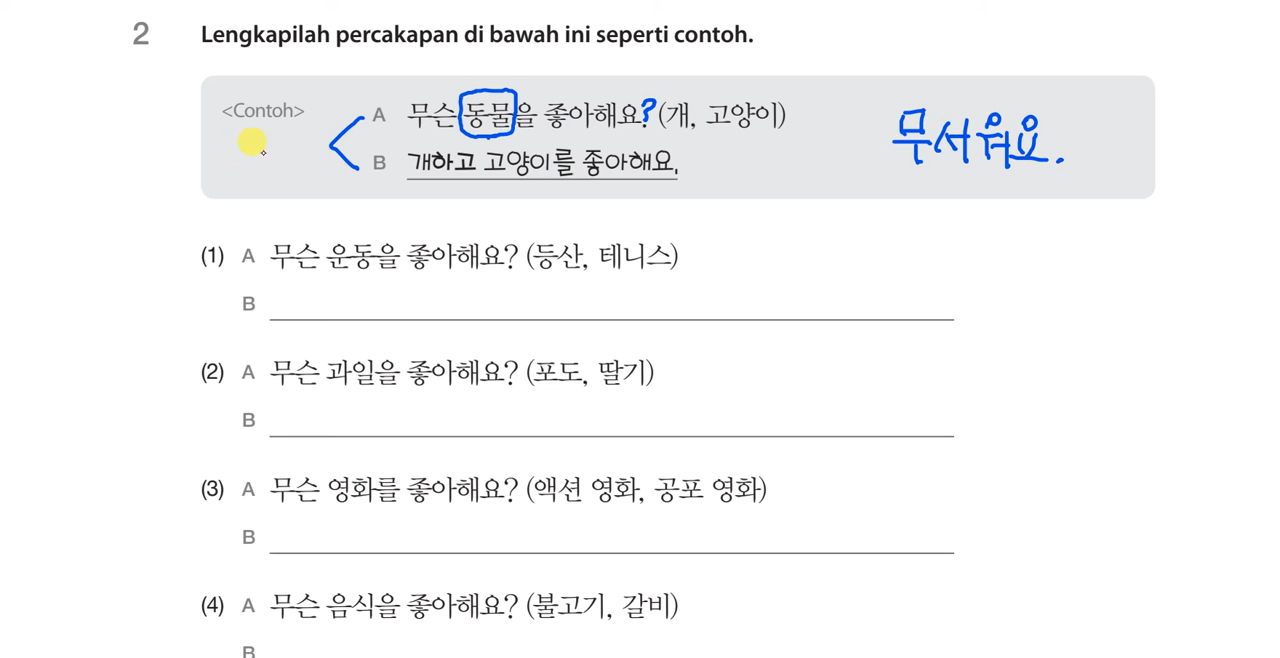 2 Lengkapilah percakapan di bawah ini seperti contoh.
<Contoh>
A 무슨 동물을 좋아해요? (개, 고양이)
B 개하고 고양이를 좋아해요.
무서워요.
(1) A 무슨 운동을 좋아해요? (등산, 테니스)
B
(2) A 무슨 과일을 좋아해요? (포도, 딸기)
B
(3) A 무슨 영화를 좋아해요? (액션 영화, 공포 영화)
B
(4) A 무슨 음식을 좋아해요? (불고기, 갈비)
B